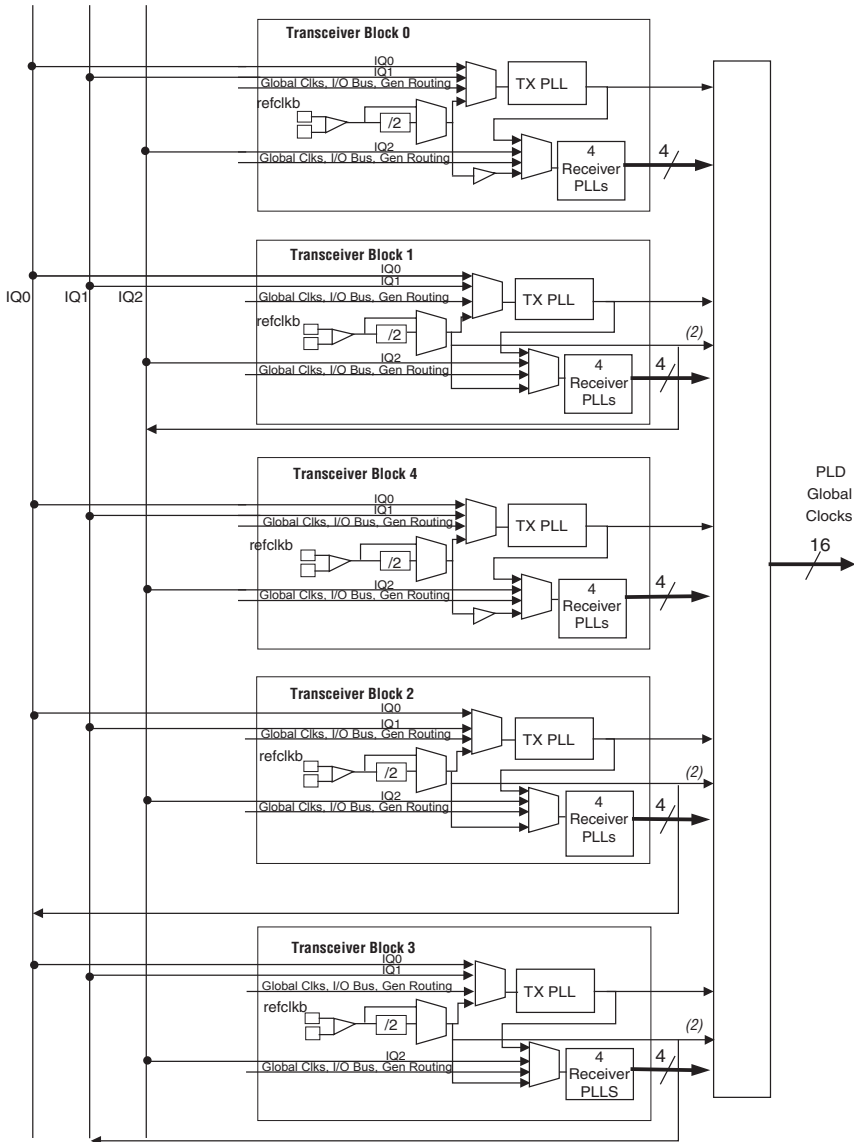 Transceiver Block 0
IQ0
IQ1
Global Clks, I/O Bus, Gen Routing
TX PLL
refclkb
/2
IQ2
Global Clks, I/O Bus, Gen Routing
4
Receiver
PLLs
4
Transceiver Block 1
IQ0
IQ1
Global Clks, I/O Bus, Gen Routing
TX PLL
IQ0
IQ1
IQ2
refclkb
/2
(2)
IQ2
Global Clks, I/O Bus, Gen Routing
4
Receiver
PLLs
4
Transceiver Block 4
IQ0
IQ1
Global Clks, I/O Bus, Gen Routing
TX PLL
refclkb
/2
IQ2
Global Clks, I/O Bus, Gen Routing
4
Receiver
PLLs
4
PLD
Global
Clocks
16
Transceiver Block 2
IQ0
IQ1
Global Clks, I/O Bus, Gen Routing
TX PLL
refclkb
/2
(2)
IQ2
Global Clks, I/O Bus, Gen Routing
4
Receiver
PLLs
4
Transceiver Block 3
IQ0
IQ1
Global Clks, I/O Bus, Gen Routing
TX PLL
refclkb
/2
(2)
IQ2
Global Clks, I/O Bus, Gen Routing
4
Receiver
PLLS
4